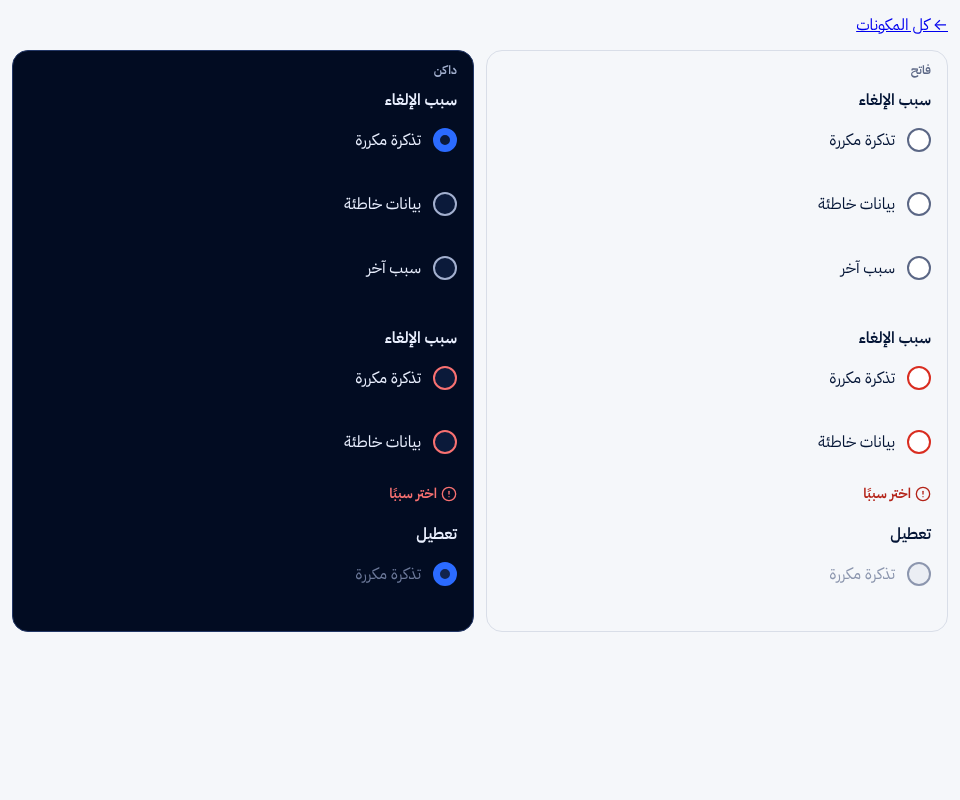 ← كل المكونات
فاتح
سبب الإلغاء
تذكرة مكررة
بيانات خاطئة
سبب آخر
سبب الإلغاء
تذكرة مكررة
بيانات خاطئة
اختر سببًا
تعطيل
تذكرة مكررة
داكن
سبب الإلغاء
تذكرة مكررة
بيانات خاطئة
سبب آخر
سبب الإلغاء
تذكرة مكررة
بيانات خاطئة
اختر سببًا
تعطيل
تذكرة مكررة